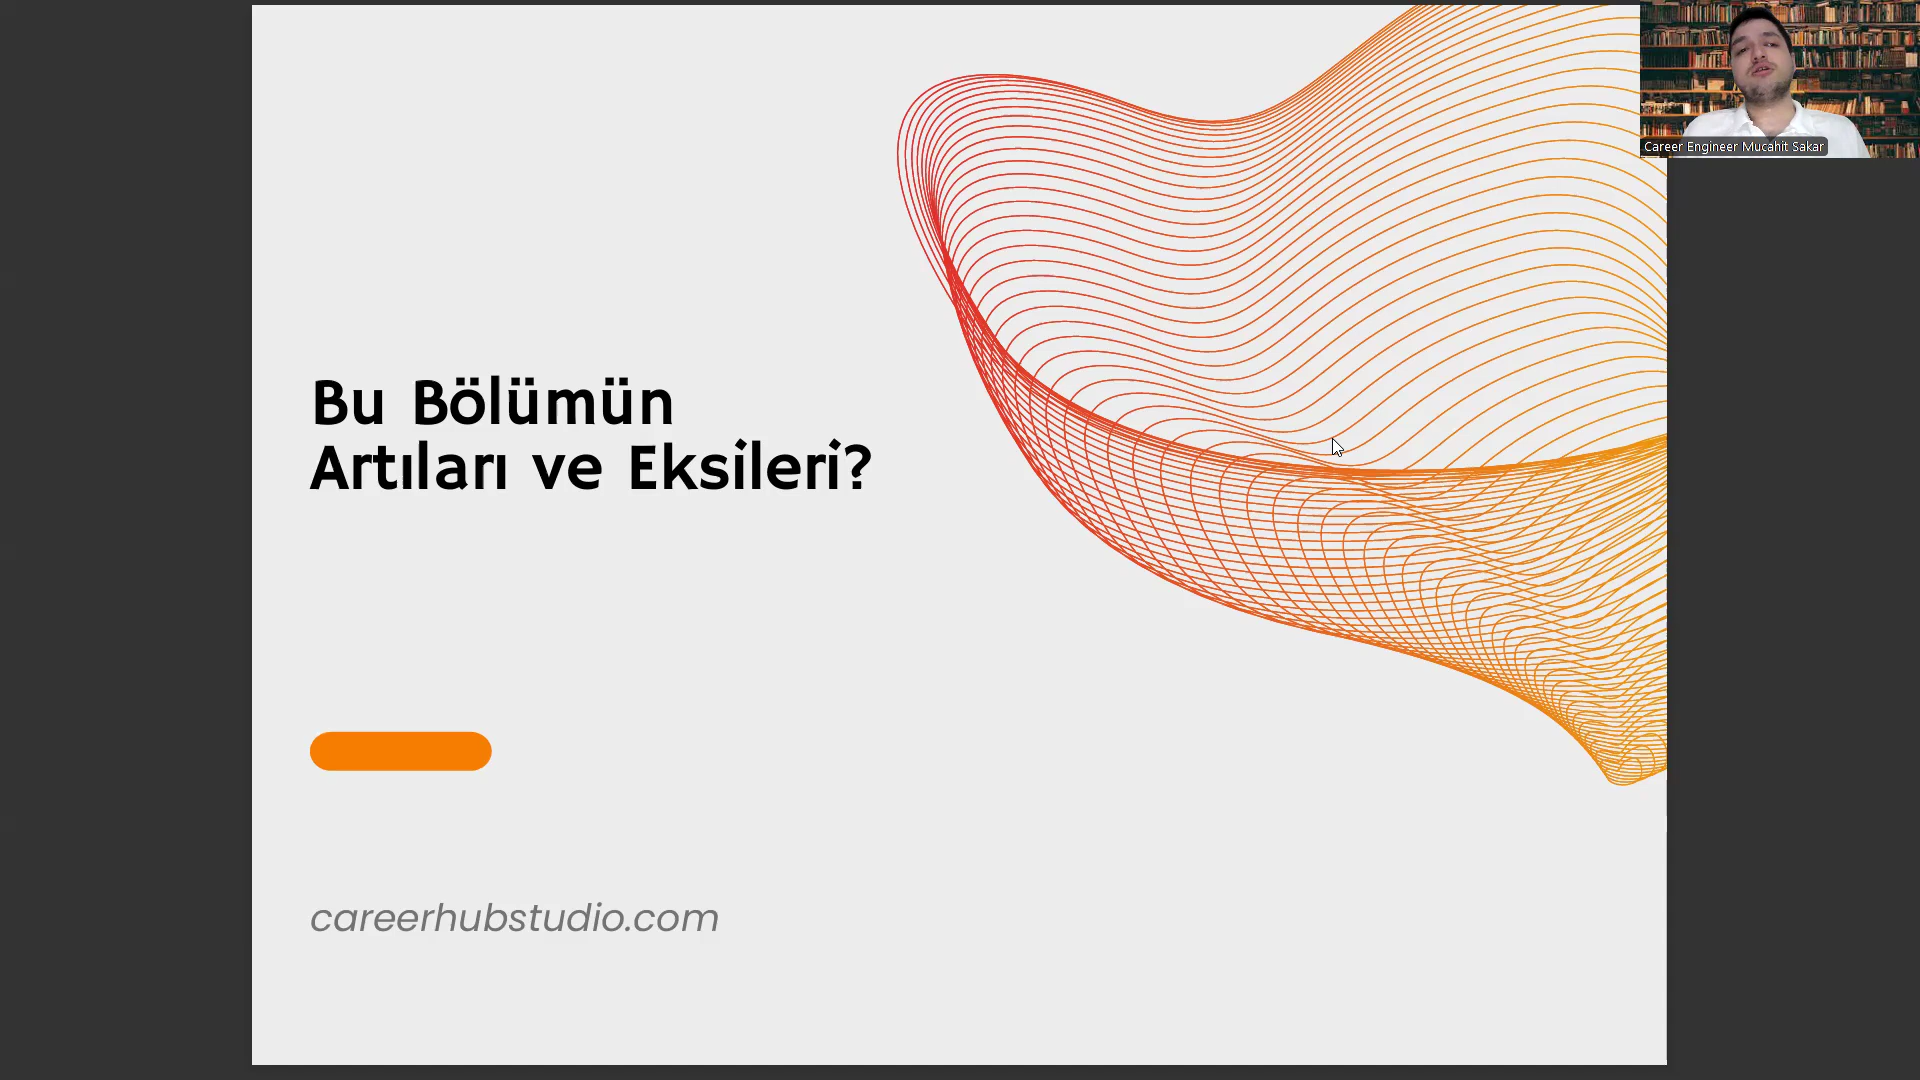 Career Engineer Mucahit Sakar
Bu Bölümün
Artıları ve Eksileri?
careerhubstudio.com